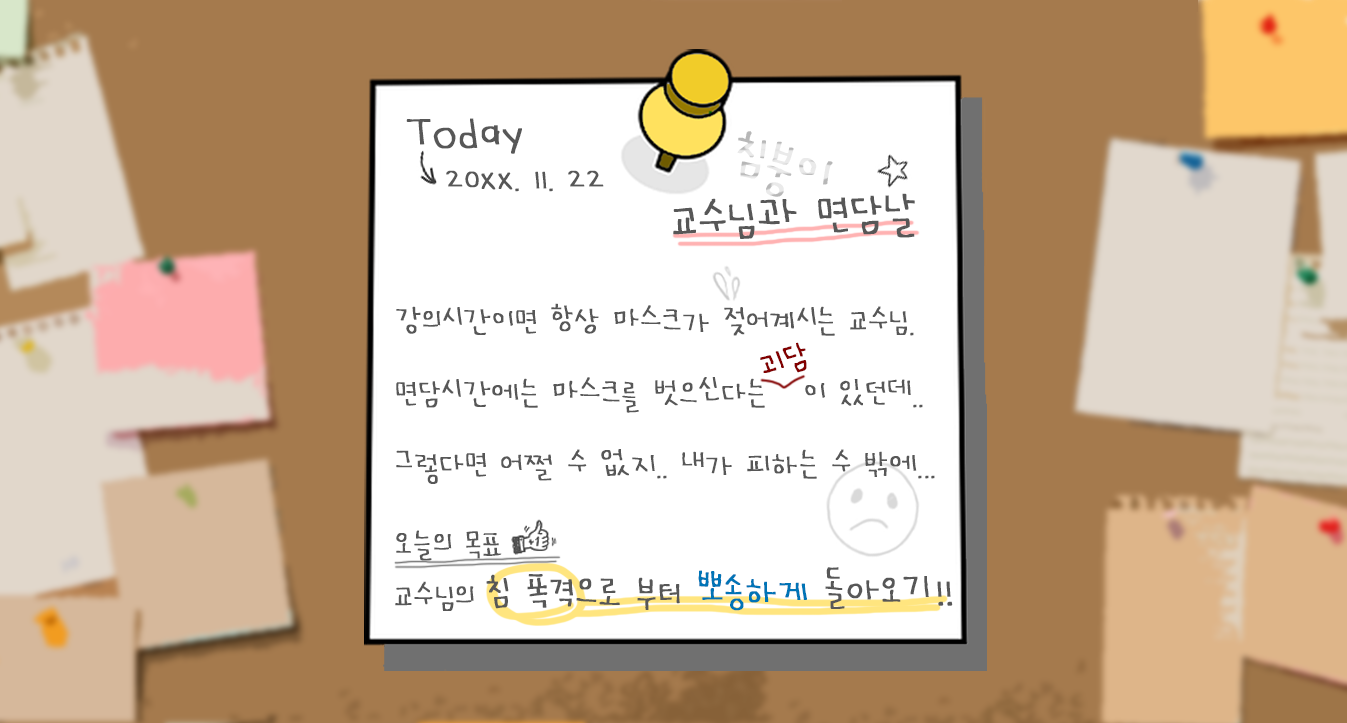 Today
20XX. 11. 22
침분이
교수님과 면담날
강의시간이면 항상 마스크가 젖어계시는 교수님.
괴담
면담시간에는 마스크를 벗으신다는 이 있던데..
그렇다면 어쩔 수 없지.. 내가 피하는 수 밖에...
오늘의 목표
+1
교수님의 침 폭격으로 부터 뽀송하게 돌아오기!!